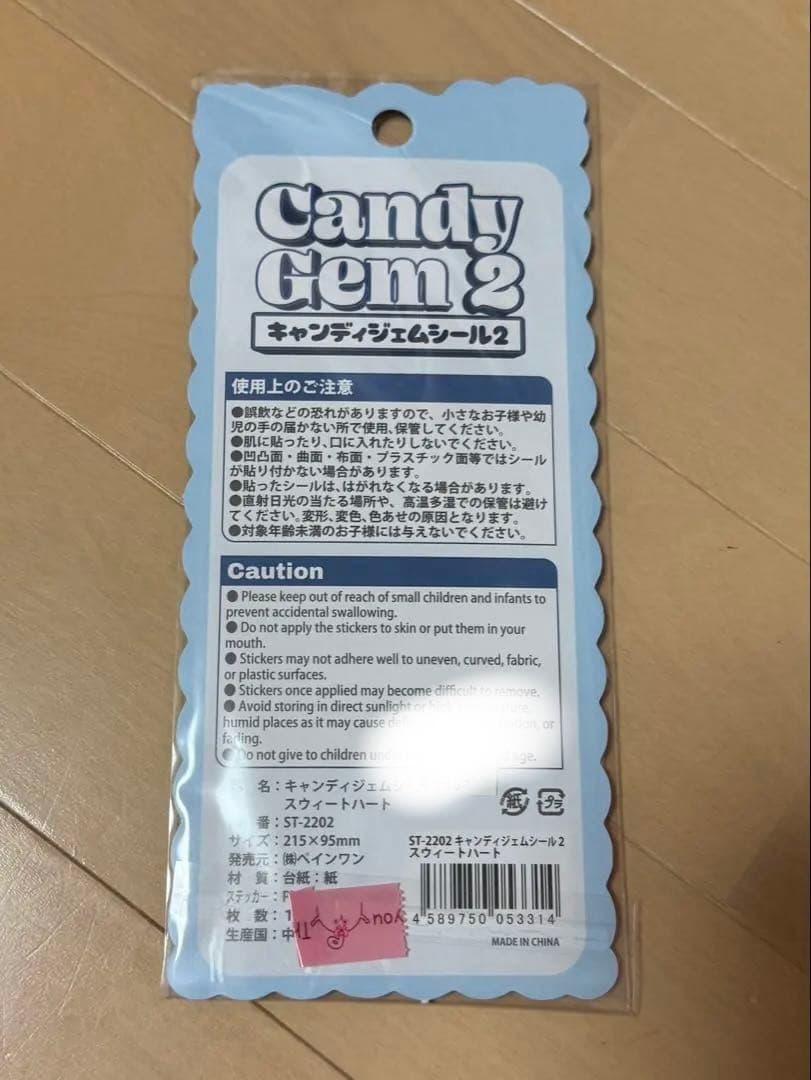 Candy
Gem 2
キャンディジェムシール2
使用上のご注意
●誤飲などの恐れがありますので、小さなお子様や幼
児の手の届かない所で使用、保管してください。
●肌に貼ったり、口に入れたりしないでください。
●凹凸面・曲面・布面・プラスチック面等ではシール
が貼り付かない場合があります。
●貼ったシールは、はがれなくなる場合があります。
●直射日光の当たる場所や、高温多湿での保管は避け
てください。変形、変色、色あせの原因となります。
●対象年齢未満のお子様には与えないでください。
Caution
● Please keep out of reach of small children and infants to
prevent accidental swallowing.
● Do not apply the stickers to skin or put them in your
mouth.
● Stickers may not adhere well to uneven, curved, fabric,
or plastic surfaces.
● Stickers once applied may become difficult to remove.
● Avoid storing in direct sunlight or
humid places as it may cause or
fading.
● Do not give to children age.
名：キャンディジェム
スウィートハート
番：ST-2202
サイズ：215×95mm
発売元：㈱ペインワン
材 質：台紙：紙
ステッカー：
枚 数：1
生産国：中
紙
プラ
ST-2202 キャンディジェムシール2
スウィートハート
4 589750 053314
MADE IN CHINA